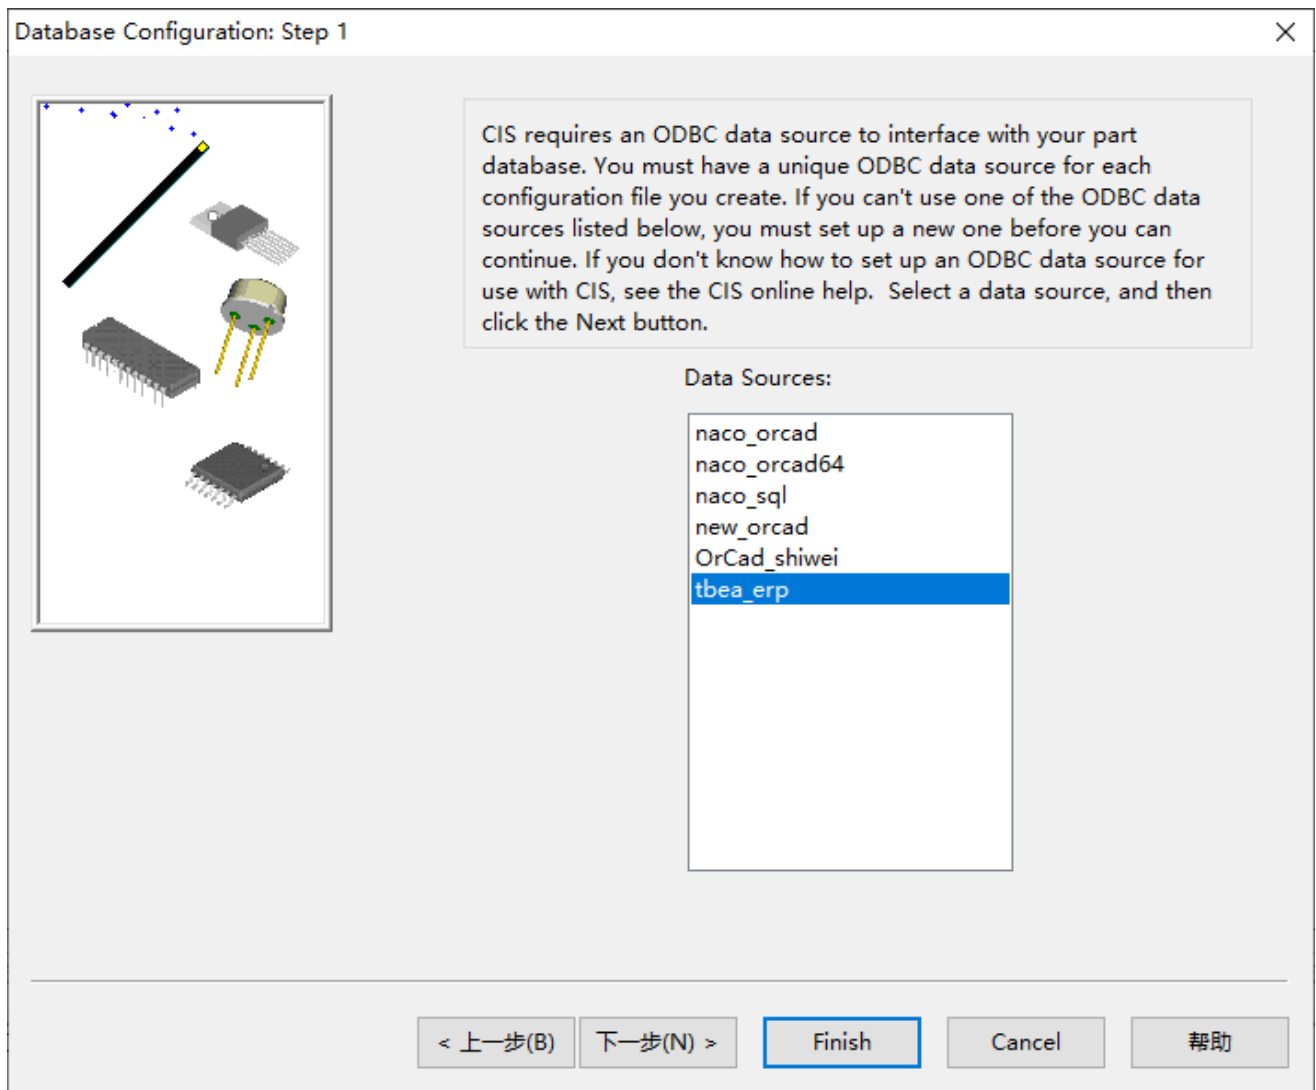 Database Configuration: Step 1
CIS requires an ODBC data source to interface with your part
database. You must have a unique ODBC data source for each
configuration file you create. If you can't use one of the ODBC data
sources listed below, you must set up a new one before you can
continue. If you don't know how to set up an ODBC data source for
use with CIS, see the CIS online help.  Select a data source, and then
click the Next button.
Data Sources:
naco_orcad
naco_orcad64
naco_sql
new_orcad
OrCad_shiwei
tbea_erp
< 上一步(B) 下一步(N) > Finish Cancel 帮助